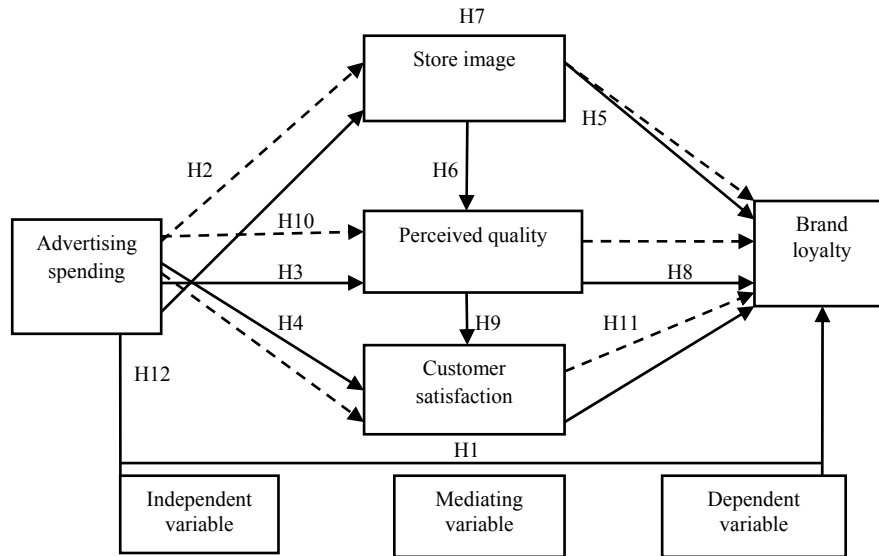 H7
Store image
H5
H2
H6
Advertising
spending
H10
Perceived quality
Brand
loyalty
H3
H8
H4
H9
H11
H12
Customer
satisfaction
H1
Independent
variable
Mediating
variable
Dependent
variable